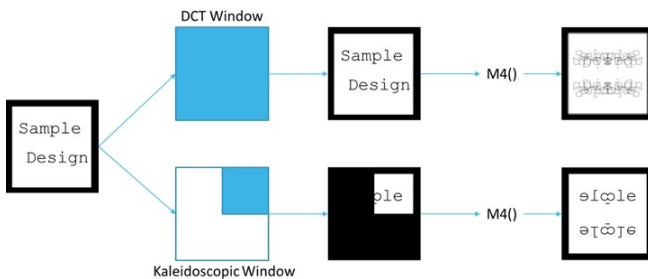 DCT Window
Sample
Design
M4()
Sample
Design
ple
M4()
Kaleidoscopic Window